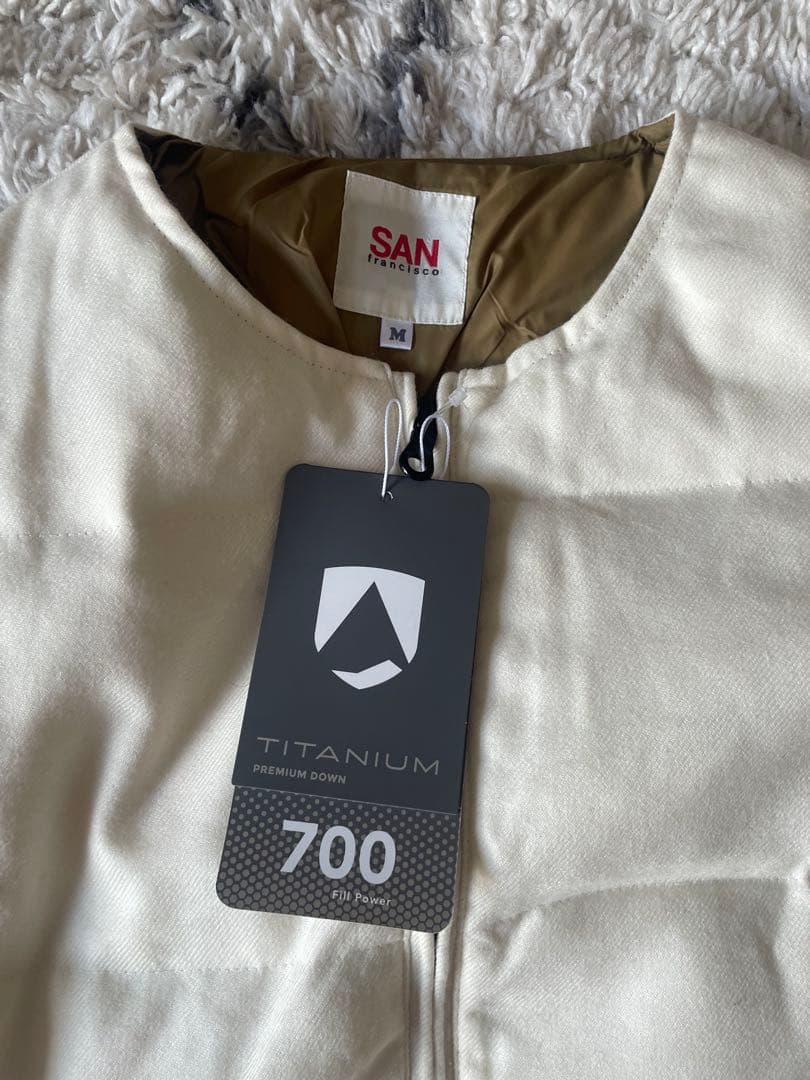 SAN
francisco
M
TITANIUM
PREMIUM DOWN
700
Fill Power